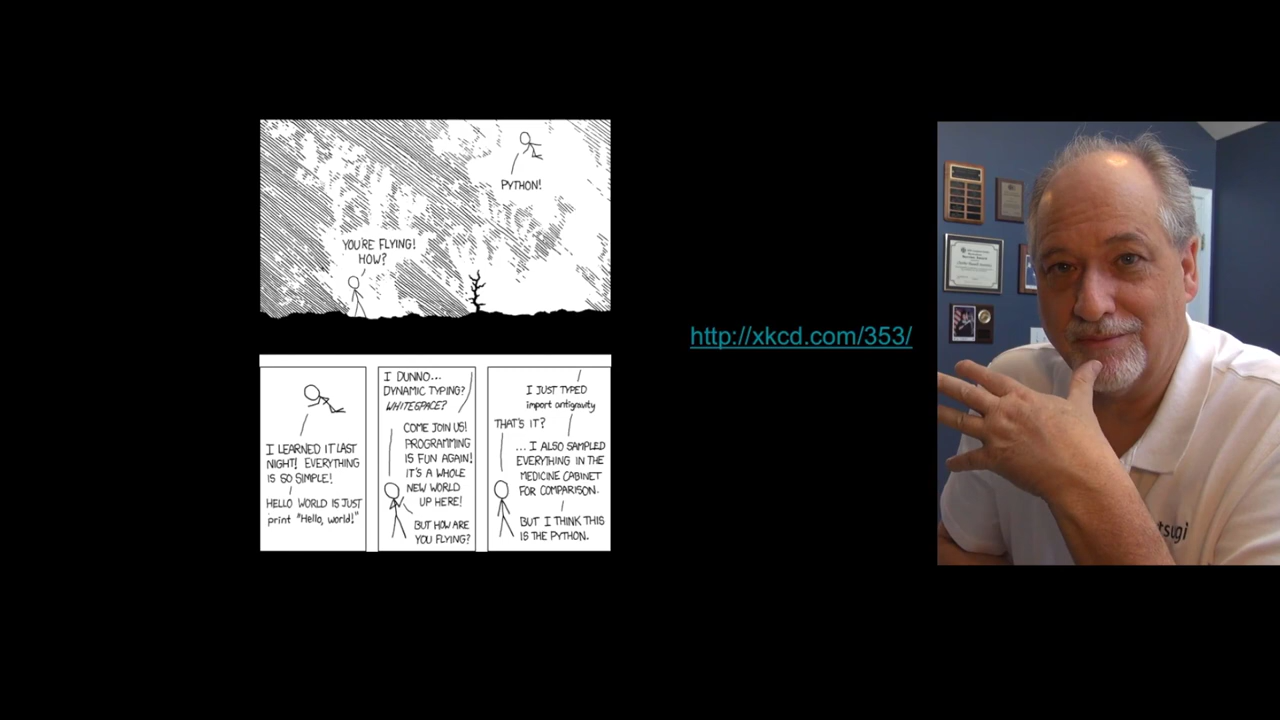 PYTHON!
YOU'RE FLYING!
HOW?
I LEARNED IT LAST
NIGHT! EVERYTHING
IS SO SIMPLE!
HELLO WORLD IS JUST
print "Hello, world!"
I DUNNO...
DYNAMIC TYPING?
WHITESPACE?
COME JOIN US!
PROGRAMMING
IS FUN AGAIN!
IT'S A WHOLE
NEW WORLD
UP HERE!
BUT HOW ARE
YOU FLYING?
I JUST TYPED
import antigravity
THAT'S IT?
... I ALSO SAMPLED
EVERYTHING IN THE
MEDICINE CABINET
FOR COMPARISON.
BUT I THINK THIS
IS THE PYTHON.
http://xkcd.com/353/
tsugi